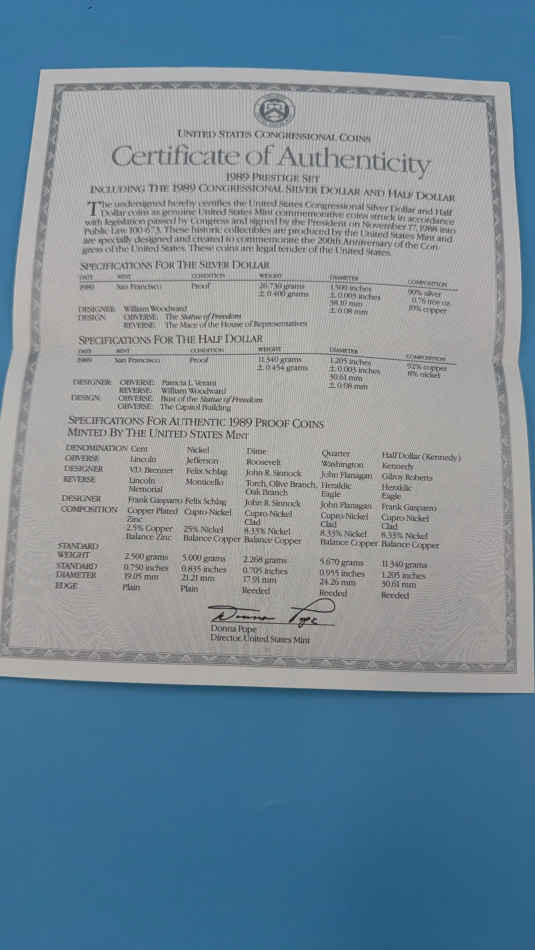 UNITED STATES CONGRESSIONAL COINS
Certificate of Authenticity
1989 PRESTIGE SET
INCLUDING THE 1989 CONGRESSIONAL SILVER DOLLAR AND HALF DOLLAR
The undersigned hereby certifies the United States Congressional Silver Dollar and Half
Dollar coins as genuine United States Mint commemorative coins struck in accordance
with legislation passed by Congress and signed by the President on November 17, 1988 into
Public Law 100-673. These historic collectibles are produced by the United States Mint and
are specially designed and created to commemorate the 200th Anniversary of the Con-
gress of the United States. These coins are legal tender of the United States.
SPECIFICATIONS FOR THE SILVER DOLLAR
DATE MINT CONDITION WEIGHT DIAMETER COMPOSITION
1989 San Francisco Proof 26.730 grams 1.500 inches 90% silver
± 0.400 grams ± 0.003 inches 0.76 troy oz.
38.10 mm 10% copper
± 0.08 mm
DESIGNER: William Woodward
DESIGN: OBVERSE: The Statue of Freedom
REVERSE: The Mace of the House of Representatives
SPECIFICATIONS FOR THE HALF DOLLAR
DATE MINT CONDITION WEIGHT DIAMETER COMPOSITION
1989 San Francisco Proof 11.340 grams 1.205 inches 92% copper
± 0.454 grams ± 0.003 inches 8% nickel
30.61 mm
± 0.08 mm
DESIGNER: OBVERSE: Patricia L. Verani
REVERSE: William Woodward
DESIGN: OBVERSE: Bust of the Statue of Freedom
OBVERSE: The Capitol Building
SPECIFICATIONS FOR AUTHENTIC 1989 PROOF COINS
MINTED BY THE UNITED STATES MINT
DENOMINATION Cent Nickel Dime Quarter Half Dollar (Kennedy)
OBVERSE Lincoln Jefferson Roosevelt Washington Kennedy
DESIGNER V.D. Brenner Felix Schlag John R. Sinnock John Flanagan Gilroy Roberts
REVERSE Lincoln Monticello Torch, Olive Branch, Heraldic Heraldic
Memorial Oak Branch Eagle Eagle
DESIGNER Frank Gasparro Felix Schlag John R. Sinnock John Flanagan Frank Gasparro
COMPOSITION Copper Plated Cupro-Nickel Cupro-Nickel Cupro-Nickel Cupro Nickel
Zinc Clad Clad Clad
2.5% Copper 25% Nickel 8.33% Nickel 8.33% Nickel 8.33% Nickel
Balance Zinc Balance Copper Balance Copper Balance Copper Balance Copper
STANDARD
WEIGHT 2.500 grams 5.000 grams 2.268 grams 5.670 grams 11.340 grams
STANDARD 0.750 inches 0.835 inches 0.705 inches 0.955 inches 1.205 inches
DIAMETER 19.05 mm 21.21 mm 17.91 mm 24.26 mm 30.61 mm
EDGE Plain Plain Reeded Reeded Reeded
Donna Pope
Donna Pope
Director, United States Mint